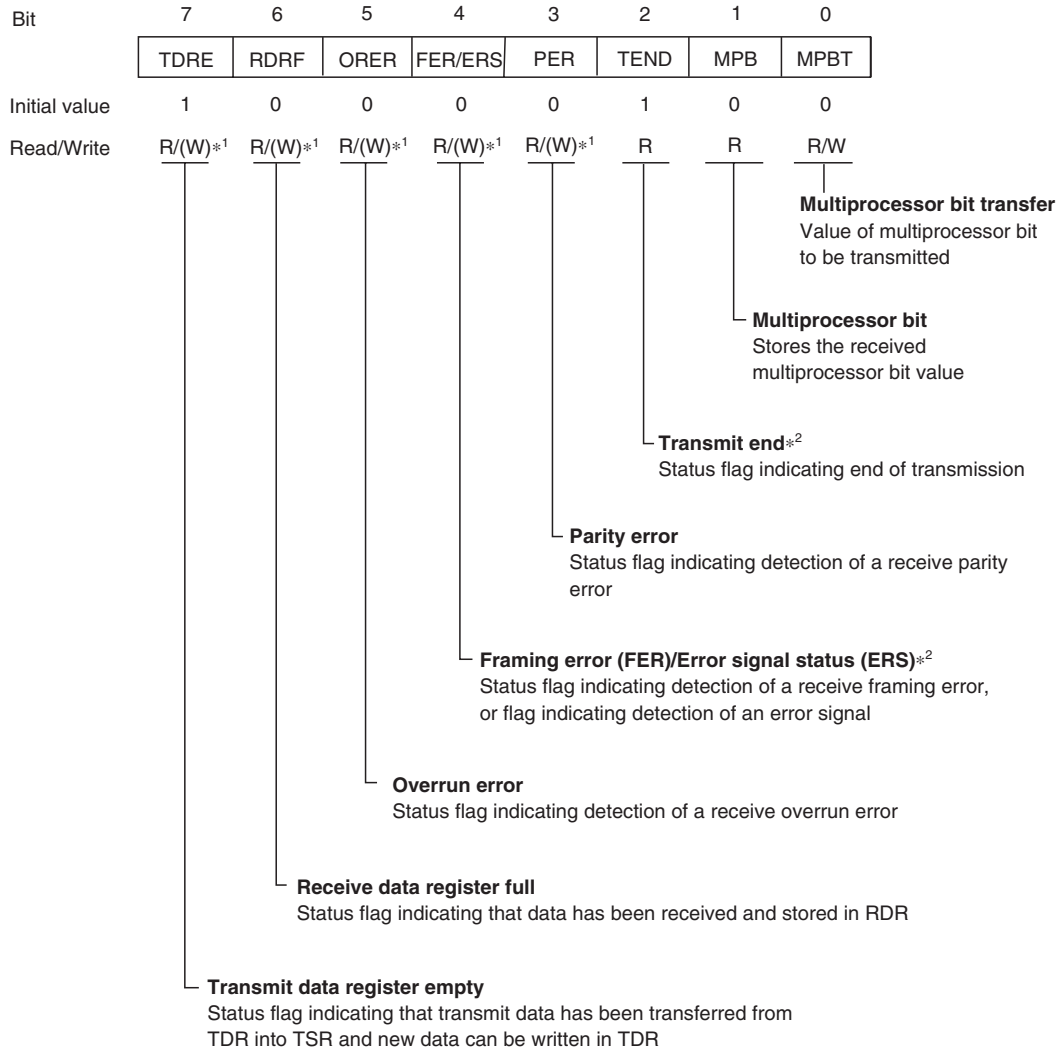 Bit 7 6 5 4 3 2 1 0
TDRE RDRF ORER FER/ERS PER TEND MPB MPBT
Initial value 1 0 0 0 0 1 0 0
Read/Write R/(W)*1 R/(W)*1 R/(W)*1 R/(W)*1 R/(W)*1 R R R/W
Multiprocessor bit transfer
Value of multiprocessor bit
to be transmitted
Multiprocessor bit
Stores the received
multiprocessor bit value
Transmit end*2
Status flag indicating end of transmission
Parity error
Status flag indicating detection of a receive parity
error
Framing error (FER)/Error signal status (ERS)*2
Status flag indicating detection of a receive framing error,
or flag indicating detection of an error signal
Overrun error
Status flag indicating detection of a receive overrun error
Receive data register full
Status flag indicating that data has been received and stored in RDR
Transmit data register empty
Status flag indicating that transmit data has been transferred from
TDR into TSR and new data can be written in TDR